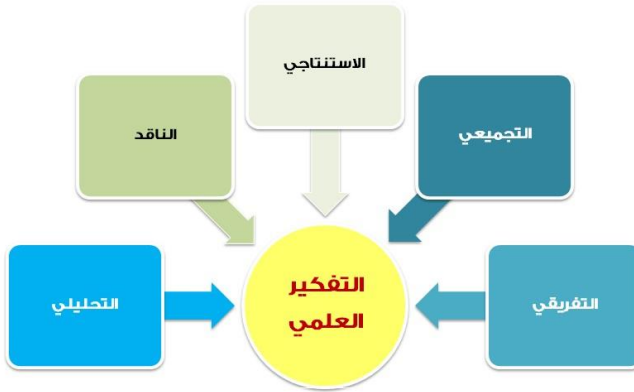 الاستنتاجي
التجميعي
الناقد
التفريقي
التحليلي
التفكير
العلمي